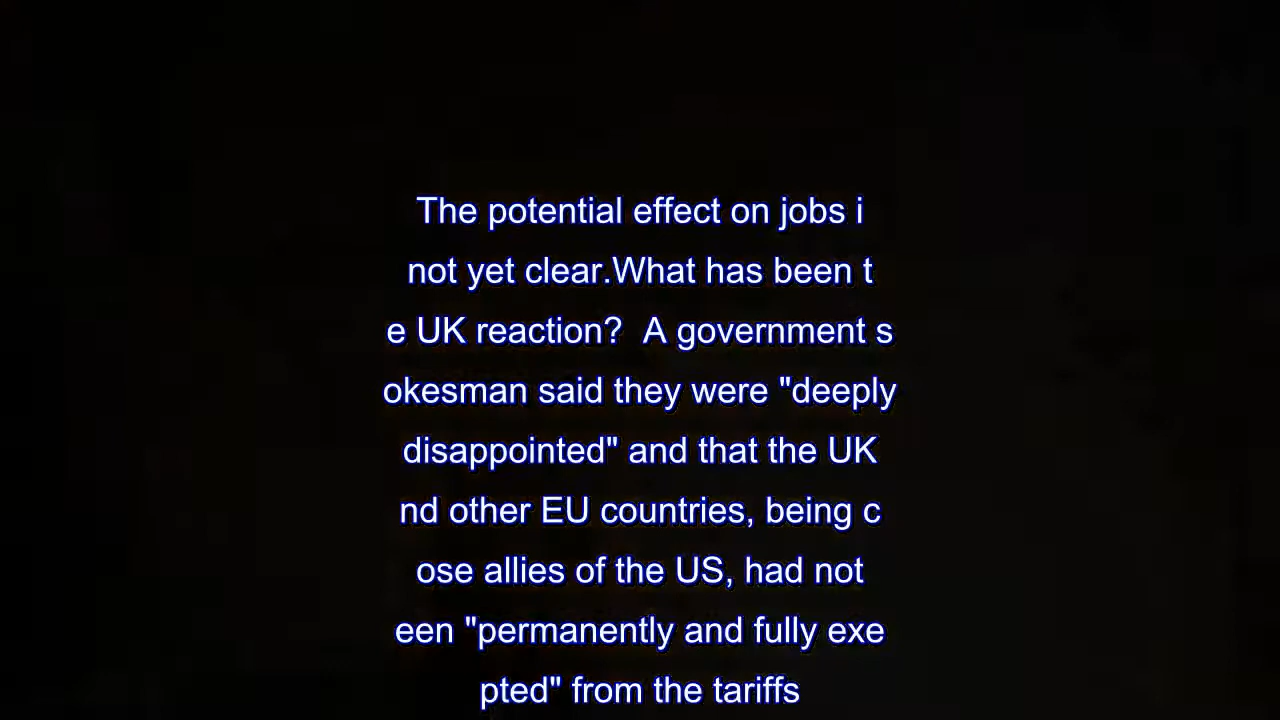 The potential effect on jobs i
not yet clear.What has been t
e UK reaction?  A government s
okesman said they were "deeply
disappointed" and that the UK
nd other EU countries, being c
ose allies of the US, had not
een "permanently and fully exe
pted" from the tariffs